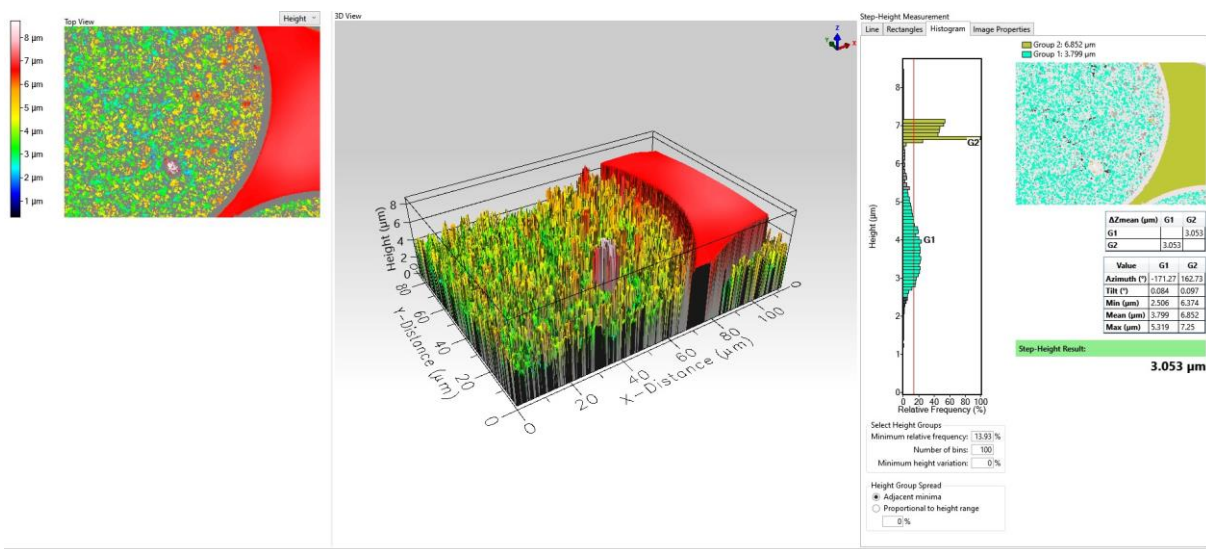 Top View
Height
8 µm
7 µm
6 µm
5 µm
4 µm
3 µm
2 µm
1 µm
3D View
Z
Y
X
Height (µm)
8
6
4
2
0
0
80
60
40
20
0
Y-Distance (µm)
0
20
40
60
80
100
0
X-Distance (µm)
Step-Height Measurement
Line Rectangles Histogram Image Properties
Group 2: 6.852 µm
Group 1: 3.799 µm
8
7
6
5
4
3
2
1
0
Height (µm)
G2
G1
0 20 40 60 80 100
Relative Frequency (%)
ΔZmean (µm) G1 G2
G1 3.053
G2 3.053
Value G1 G2
Azimuth (°) -171.27 162.73
Tilt (°) 0.084 0.097
Min (µm) 2.506 6.374
Mean (µm) 3.799 6.852
Max (µm) 5.319 7.25
Step-Height Result:
3.053 µm
Select Height Groups
Minimum relative frequency: 13.93 %
Number of bins: 100
Minimum height variation: 0 %
Height Group Spread
Adjacent minima
Proportional to height range
0 %